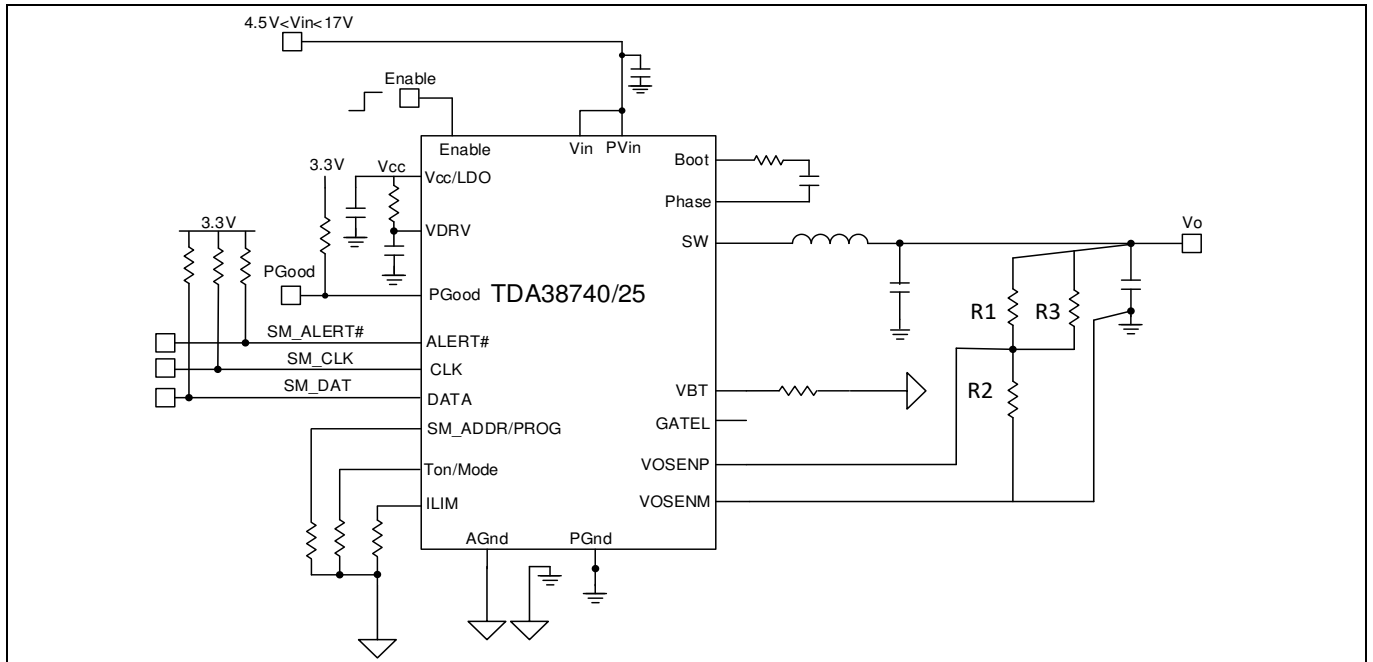 4.5V<Vin<17V
Enable
Enable
Vin PVin
3.3V
Vcc
Vcc/LDO
Boot
Phase
3.3V
VDRV
SW
Vo
PGood
PGood TDA38740/25
R1 R3
SM_ALERT#
ALERT#
SM_CLK
CLK
SM_DAT
DATA
VBT
R2
SM_ADDR/PROG
GATEL
Ton/Mode
VOSENP
ILIM
VOSENM
AGnd PGnd